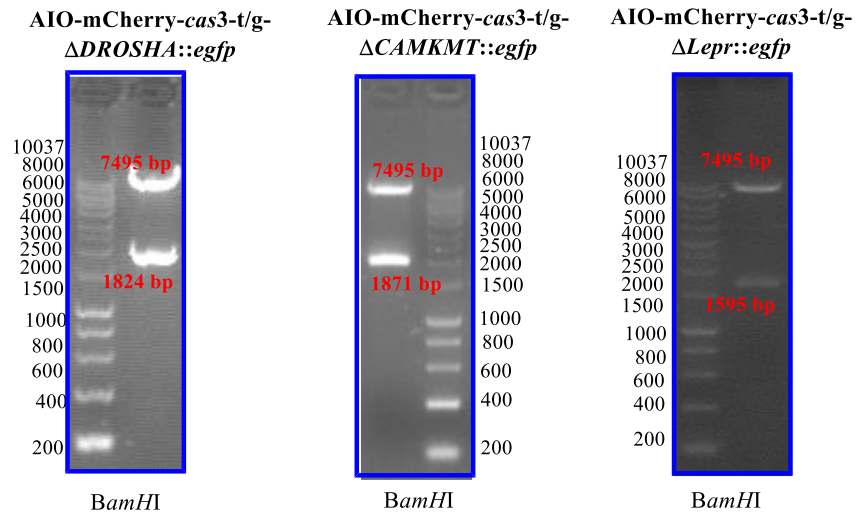 AIO-mCherry-cas3-t/g-
ΔDROSHA::egfp
10037
8000
6000
5000
4000
3000
2500
2000
1500
1000
800
600
400
200
7495 bp
1824 bp
BamHI
AIO-mCherry-cas3-t/g-
ΔCAMKMT::egfp
7495 bp
1871 bp
10037
8000
6000
5000
4000
3000
2500
2000
1500
1000
800
600
400
200
BamHI
AIO-mCherry-cas3-t/g-
ΔLepr::egfp
10037
8000
6000
5000
4000
3000
2500
2000
1500
1000
800
600
400
200
7495 bp
1595 bp
BamHI